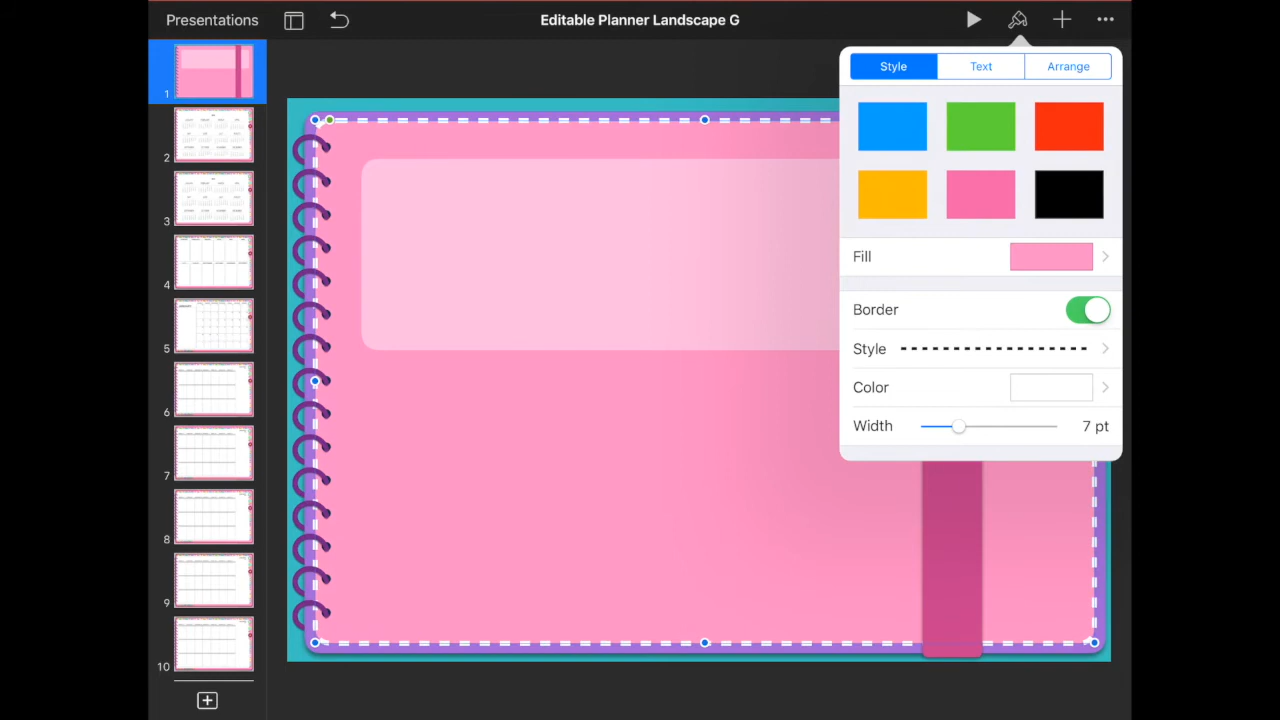 Presentations
Editable Planner Landscape G
Style Text Arrange
Fill
Border
Style
Color
Width 7 pt
1
2
3
4
5
6
7
8
9
10